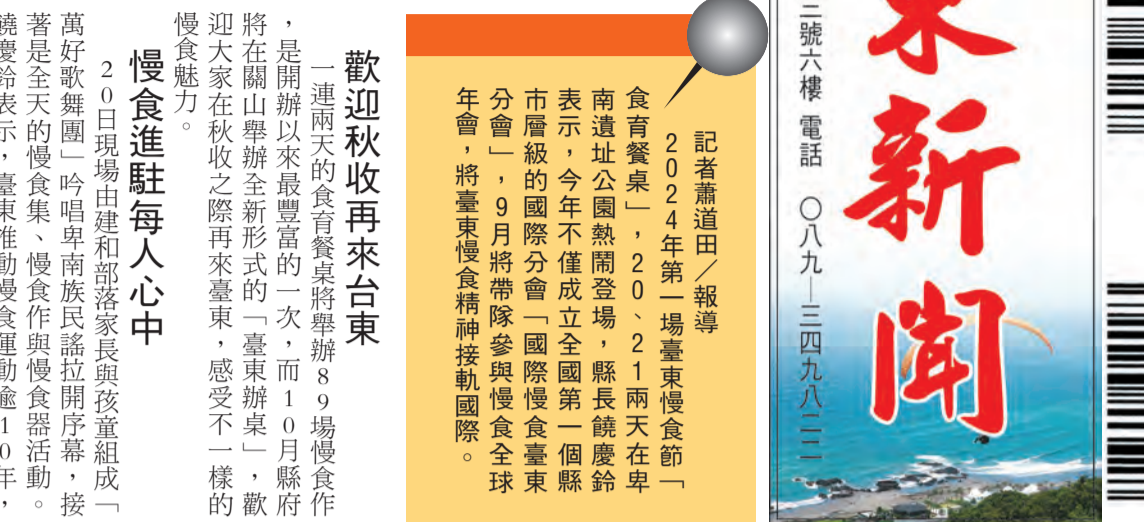 東新聞
三號六樓 電話 ○八九—三四九八二二
記者蕭道田／報導
2024年第一場臺東慢食節「
食育餐桌」，20、21兩天在卑
南遺址公園熱鬧登場，縣長饒慶鈴
表示，今年不僅成立全國第一個縣
市層級的國際分會「國際慢食臺東
分會」，9月將帶隊參與慢食全球
年會，將臺東慢食精神接軌國際。
歡迎秋收再來台東
一連兩天的食育餐桌將舉辦89場慢食作
，是開辦以來最豐富的一次，而10月縣府
將在關山舉辦全新形式的「臺東辦桌」，歡
迎大家在秋收之際再來臺東，感受不一樣的
慢食魅力。
慢食進駐每人心中
20日現場由建和部落家長與孩童組成「
萬好歌舞團」吟唱卑南族民謠拉開序幕，接
著是全天的慢食集、慢食作與慢食器活動。
饒慶鈴表示，臺東推動慢食運動逾10年，